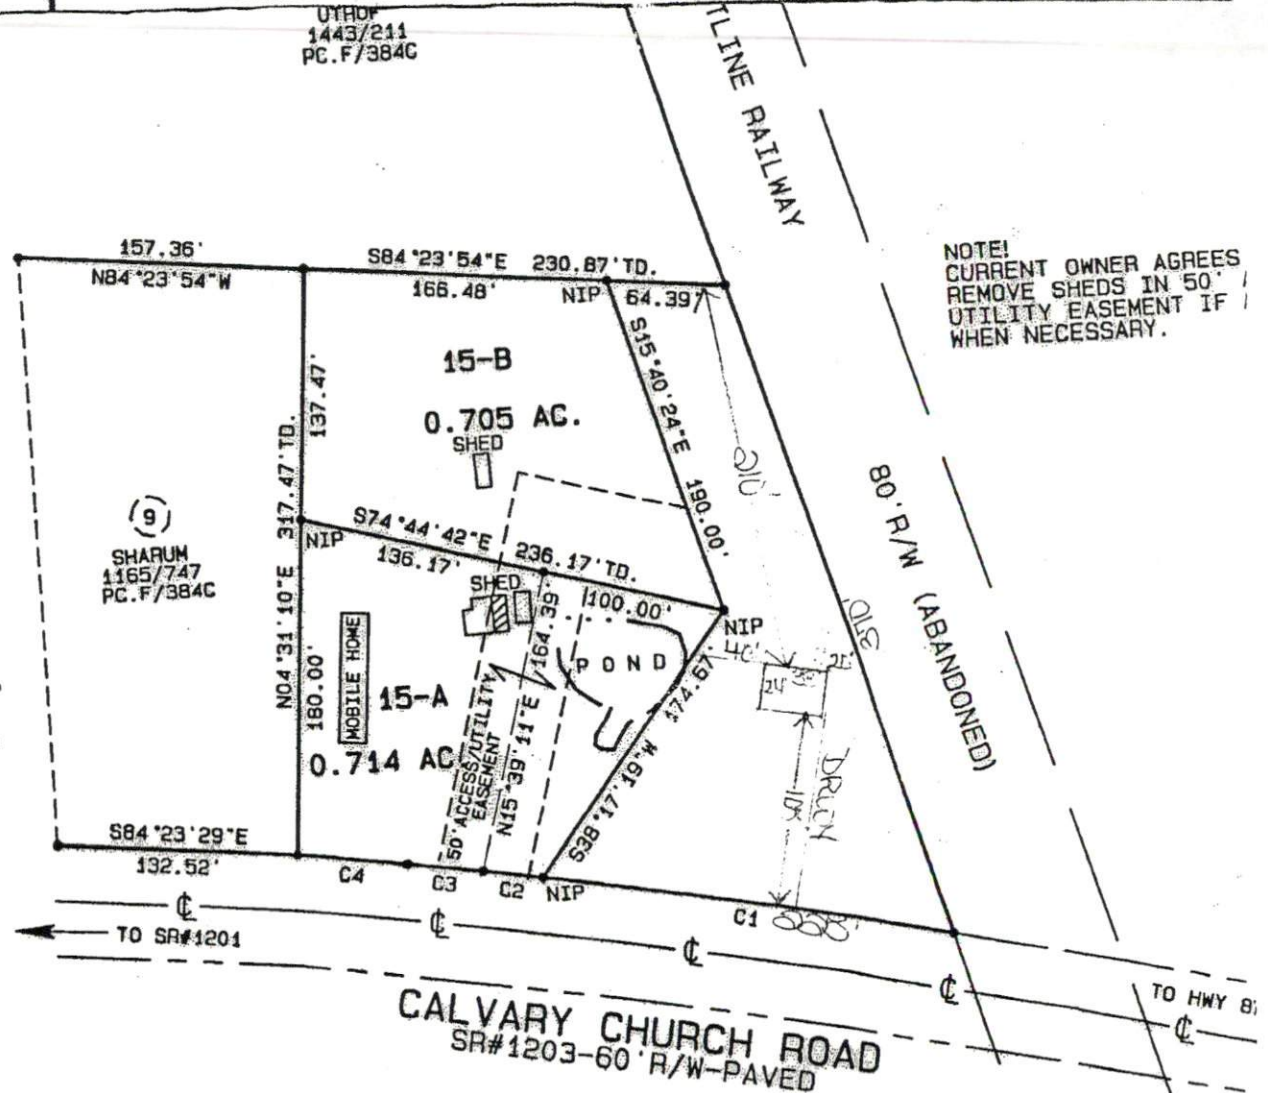 1443/211
PC.F/384C
TLINE RAILWAY
NOTE!
CURRENT OWNER AGREES
REMOVE SHEDS IN 50'
UTILITY EASEMENT IF
WHEN NECESSARY.
157.36'
N84°23'54"W
S84°23'54"E 230.87'TD.
166.48'
NIP
64.39'
S15°40'24"E 190.00'
15-B
0.705 AC.
SHED
137.47'
N04°31'10"E 317.47'TD.
180.00'
9
SHARUM
1165/747
PC.F/384C
NIP
S74°44'42"E 236.17'TD.
136.17'
100.00'
SHED
164.39'
N15°39'11"E
NIP
210'
80'R/W (ABANDONED)
310'
40'
24'
MOBILE HOME
15-A
0.714 AC
50'ACCESS/UTILITY
EASEMENT
POND
174.67'
S38°17'19"W
105'
S84°23'29"E
132.52'
C4
C3
C2
NIP
C1
TO SR#1201
TO HWY 8
CALVARY CHURCH ROAD
SR#1203-60'R/W-PAVED